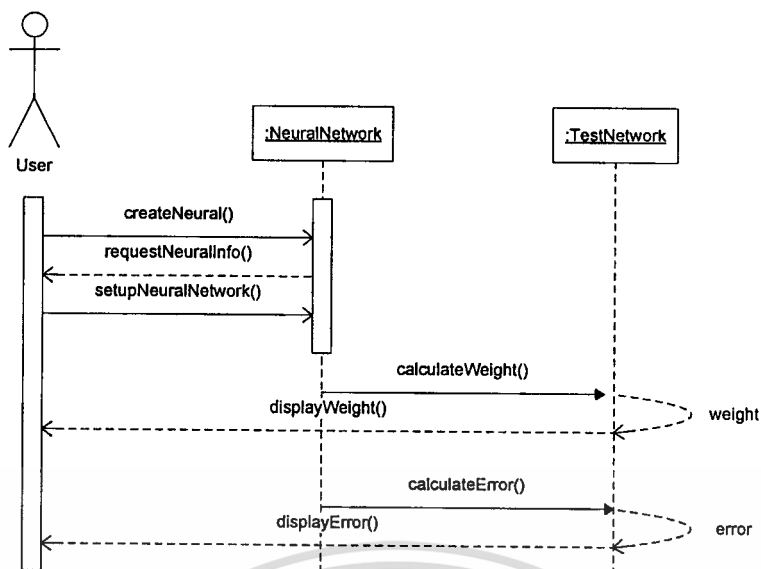 :NeuralNetwork
:TestNetwork
User
createNeural()
requestNeuralInfo()
setupNeuralNetwork()
calculateWeight()
displayWeight()
weight
calculateError()
displayError()
error